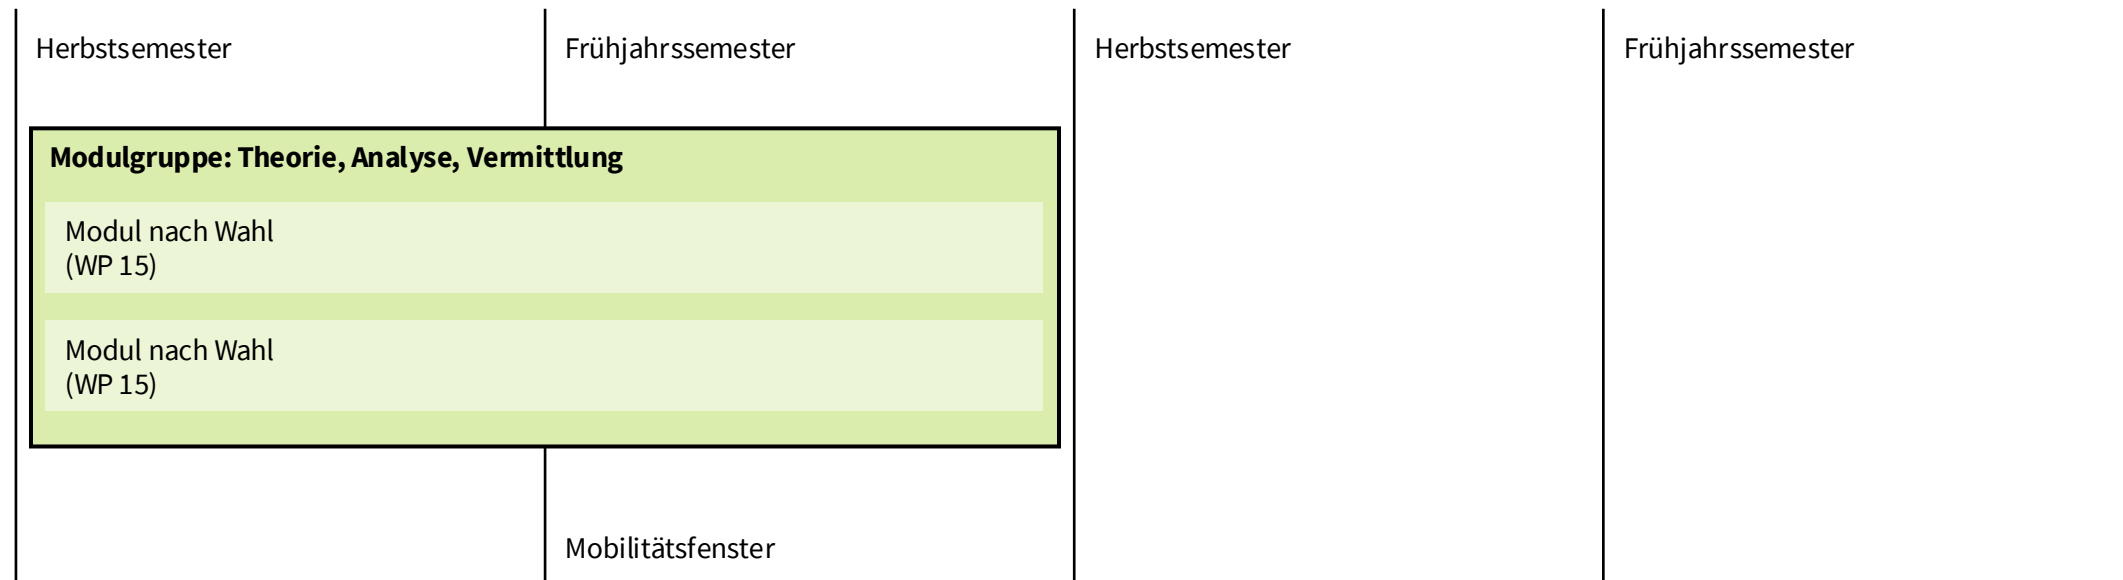 Herbstsemester
Frühjahrssemester
Herbstsemester
Frühjahrssemester
Modulgruppe: Theorie, Analyse, Vermittlung
Modul nach Wahl
(WP 15)
Modul nach Wahl
(WP 15)
Mobilitätsfenster